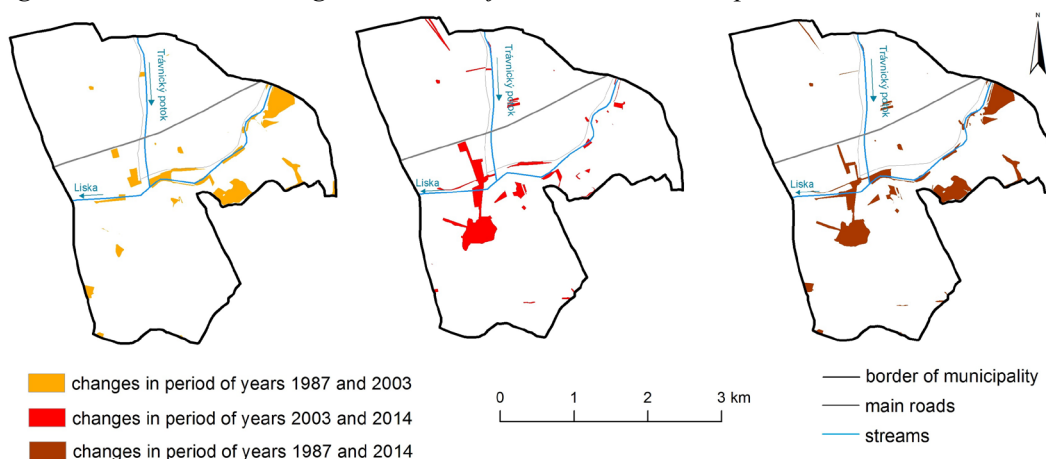 N
Trávnický potok
Trávnický potok
Trávnický potok
Liska
Liska
Liska
changes in period of years 1987 and 2003
changes in period of years 2003 and 2014
changes in period of years 1987 and 2014
0 1 2 3 km
border of municipality
main roads
streams